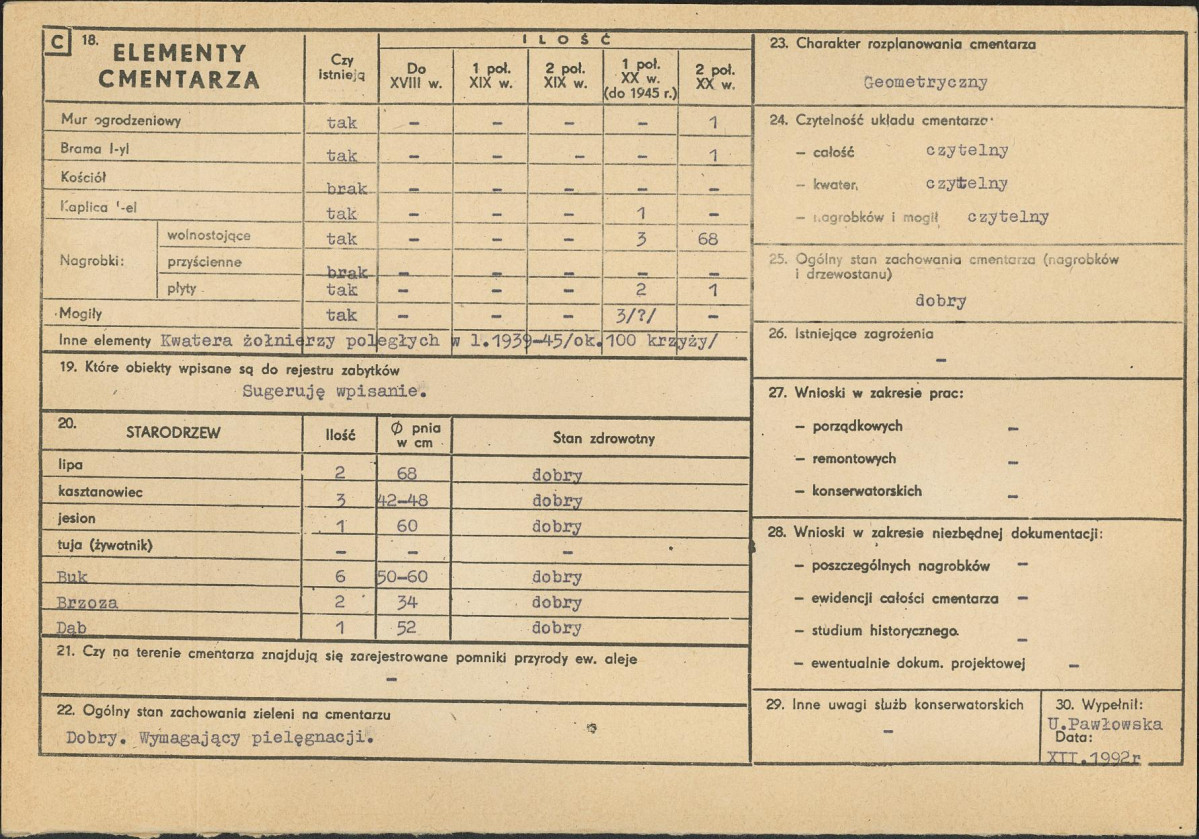 C 18. ELEMENTY CMENTARZA
Czy istnieją
ILOŚĆ
Do XVIII w.
1 poł. XIX w.
2 poł. XIX w.
1 poł. XX w. (do 1945 r.)
2 poł. XX w.
Mur ogrodzeniowy tak – – – – 1
Brama I-yl tak – – – – 1
Kościół brak – – – – –
Kaplica -el tak – – – 1 –
Nagrobki: wolnostojące tak – – – 3 68
przyścienne brak – – – – –
płyty tak – – – 2 1
Mogiły tak – – – 3/?/ –
Inne elementy Kwatera żołnierzy poległych w l.1939-45/ok.100 krzyży/
19. Które obiekty wpisane są do rejestru zabytków
Sugeruję wpisanie.
20. STARODRZEW Ilość Ø pnia w cm Stan zdrowotny
lipa 2 68 dobry
kasztanowiec 3 42-48 dobry
jesion 1 60 dobry
tuja (żywotnik) – – –
Buk 6 50-60 dobry
Brzoza 2 34 dobry
Dąb 1 52 dobry
21. Czy na terenie cmentarza znajdują się zarejestrowane pomniki przyrody ew. aleje
–
22. Ogólny stan zachowania zieleni na cmentarzu
Dobry. Wymagający pielęgnacji.
23. Charakter rozplanowania cmentarza
Geometryczny
24. Czytelność układu cmentarza
– całość czytelny
– kwater, czytelny
– nagrobków i mogił czytelny
25. Ogólny stan zachowania cmentarza (nagrobków
i drzewostanu)
dobry
26. Istniejące zagrożenia
–
27. Wnioski w zakresie prac:
– porządkowych –
– remontowych –
– konserwatorskich –
28. Wnioski w zakresie niezbędnej dokumentacji:
– poszczególnych nagrobków –
– ewidencji całości cmentarza –
– studium historycznego. –
– ewentualnie dokum. projektowej –
29. Inne uwagi służb konserwatorskich
–
30. Wypełnił:
U.Pawłowska
Data:
XII.1992r